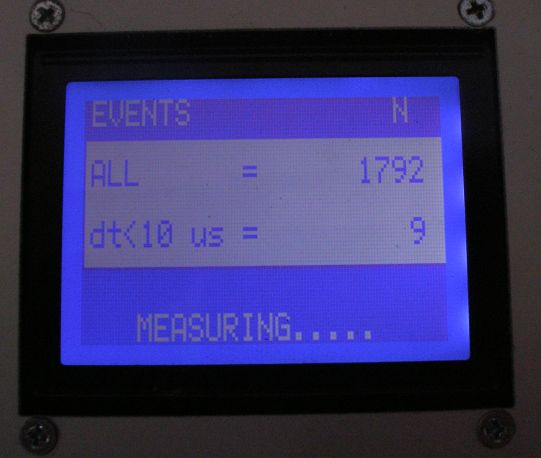 EVENTS N
ALL = 1792
dt<10 us = 9
MEASURING.....